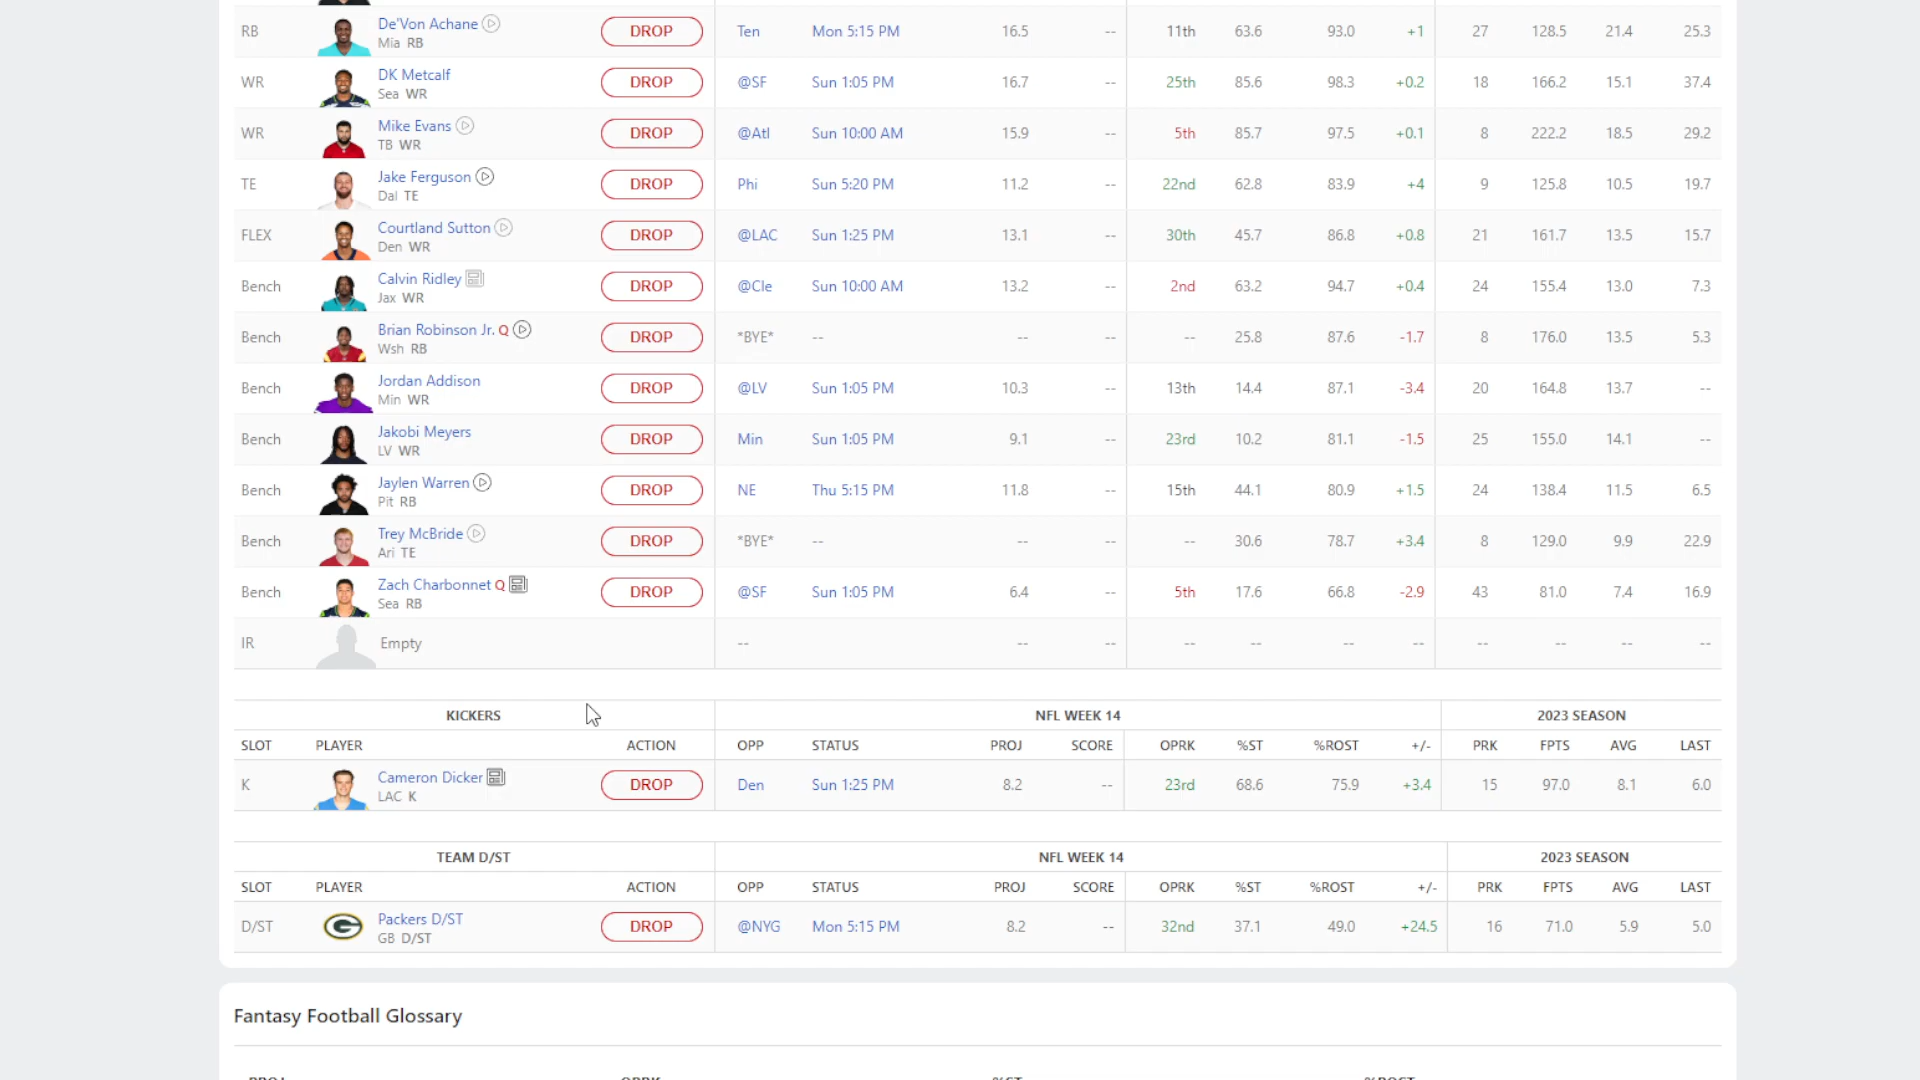 RB De'Von Achane Mia RB DROP Ten Mon 5:15 PM 16.5 -- 11th 63.6 93.0 +1 27 128.5 21.4 25.3
WR DK Metcalf Sea WR DROP @SF Sun 1:05 PM 16.7 -- 25th 85.6 98.3 +0.2 18 166.2 15.1 37.4
WR Mike Evans TB WR DROP @Atl Sun 10:00 AM 15.9 -- 5th 85.7 97.5 +0.1 8 222.2 18.5 29.2
TE Jake Ferguson Dal TE DROP Phi Sun 5:20 PM 11.2 -- 22nd 62.8 83.9 +4 9 125.8 10.5 19.7
FLEX Courtland Sutton Den WR DROP @LAC Sun 1:25 PM 13.1 -- 30th 45.7 86.8 +0.8 21 161.7 13.5 15.7
Bench Calvin Ridley Jax WR DROP @Cle Sun 10:00 AM 13.2 -- 2nd 63.2 94.7 +0.4 24 155.4 13.0 7.3
Bench Brian Robinson Jr. Q Wsh RB DROP *BYE* -- -- -- -- 25.8 87.6 -1.7 8 176.0 13.5 5.3
Bench Jordan Addison Min WR DROP @LV Sun 1:05 PM 10.3 -- 13th 14.4 87.1 -3.4 20 164.8 13.7 --
Bench Jakobi Meyers LV WR DROP Min Sun 1:05 PM 9.1 -- 23rd 10.2 81.1 -1.5 25 155.0 14.1 --
Bench Jaylen Warren Pit RB DROP NE Thu 5:15 PM 11.8 -- 15th 44.1 80.9 +1.5 24 138.4 11.5 6.5
Bench Trey McBride Ari TE DROP *BYE* -- -- -- -- 30.6 78.7 +3.4 8 129.0 9.9 22.9
Bench Zach Charbonnet Q Sea RB DROP @SF Sun 1:05 PM 6.4 -- 5th 17.6 66.8 -2.9 43 81.0 7.4 16.9
IR Empty -- -- -- -- -- -- -- -- -- -- --
KICKERS NFL WEEK 14 2023 SEASON
SLOT PLAYER ACTION OPP STATUS PROJ SCORE OPRK %ST %ROST +/- PRK FPTS AVG LAST
K Cameron Dicker LAC K DROP Den Sun 1:25 PM 8.2 -- 23rd 68.6 75.9 +3.4 15 97.0 8.1 6.0
TEAM D/ST NFL WEEK 14 2023 SEASON
SLOT PLAYER ACTION OPP STATUS PROJ SCORE OPRK %ST %ROST +/- PRK FPTS AVG LAST
D/ST Packers D/ST GB D/ST DROP @NYG Mon 5:15 PM 8.2 -- 32nd 37.1 49.0 +24.5 16 71.0 5.9 5.0
Fantasy Football Glossary
PROJ OPRK %ST %ROST